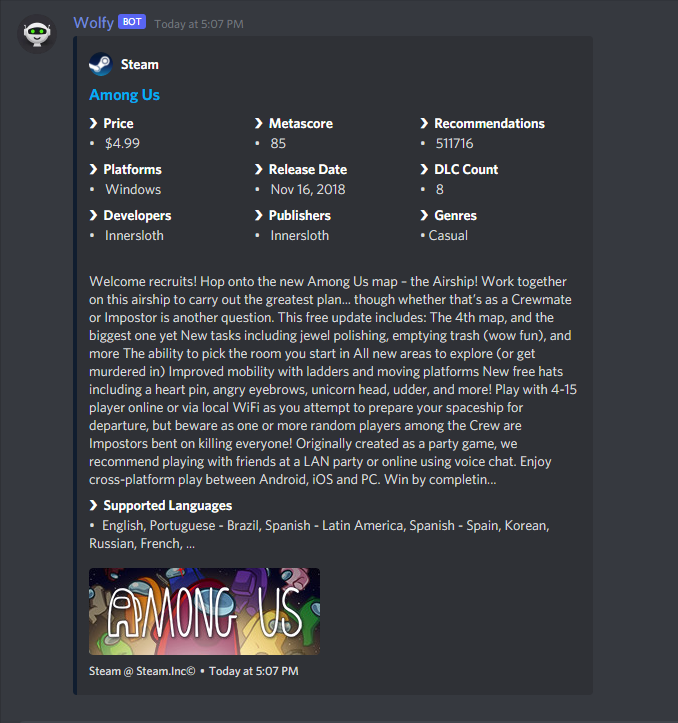 Wolfy BOT Today at 5:07 PM
Steam
Among Us
❯ Price ❯ Metascore ❯ Recommendations
• $4.99 • 85 • 511716
❯ Platforms ❯ Release Date ❯ DLC Count
• Windows • Nov 16, 2018 • 8
❯ Developers ❯ Publishers ❯ Genres
• Innersloth • Innersloth • Casual
Welcome recruits! Hop onto the new Among Us map – the Airship! Work together
on this airship to carry out the greatest plan... though whether that's as a Crewmate
or Impostor is another question. This free update includes: The 4th map, and the
biggest one yet New tasks including jewel polishing, emptying trash (wow fun), and
more The ability to pick the room you start in All new areas to explore (or get
murdered in) Improved mobility with ladders and moving platforms New free hats
including a heart pin, angry eyebrows, unicorn head, udder, and more! Play with 4-15
player online or via local WiFi as you attempt to prepare your spaceship for
departure, but beware as one or more random players among the Crew are
Impostors bent on killing everyone! Originally created as a party game, we
recommend playing with friends at a LAN party or online using voice chat. Enjoy
cross-platform play between Android, iOS and PC. Win by completin...
❯ Supported Languages
• English, Portuguese - Brazil, Spanish - Latin America, Spanish - Spain, Korean,
Russian, French, ...
AMONG US
Steam @ Steam.Inc© • Today at 5:07 PM